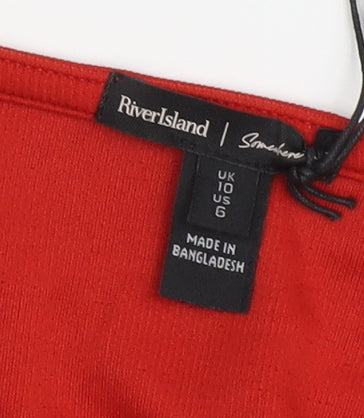 RiverIsland | Somewhere
UK
10
US
6
MADE IN
BANGLADESH